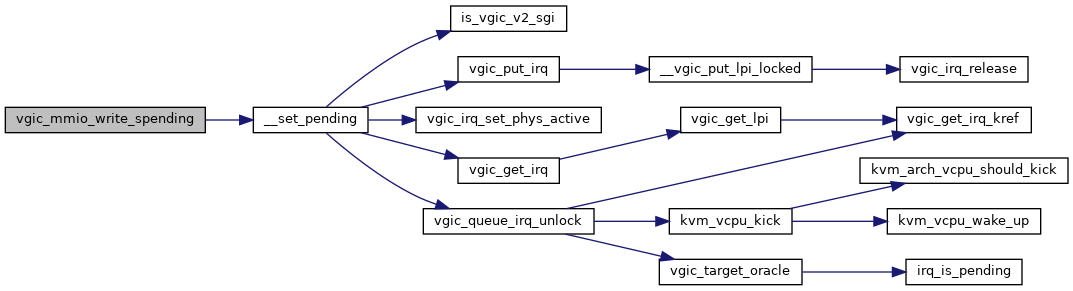 is_vgic_v2_sgi
vgic_put_irq
__vgic_put_lpi_locked
vgic_irq_release
vgic_mmio_write_spending
__set_pending
vgic_irq_set_phys_active
vgic_get_lpi
vgic_get_irq_kref
vgic_get_irq
kvm_arch_vcpu_should_kick
vgic_queue_irq_unlock
kvm_vcpu_kick
kvm_vcpu_wake_up
vgic_target_oracle
irq_is_pending